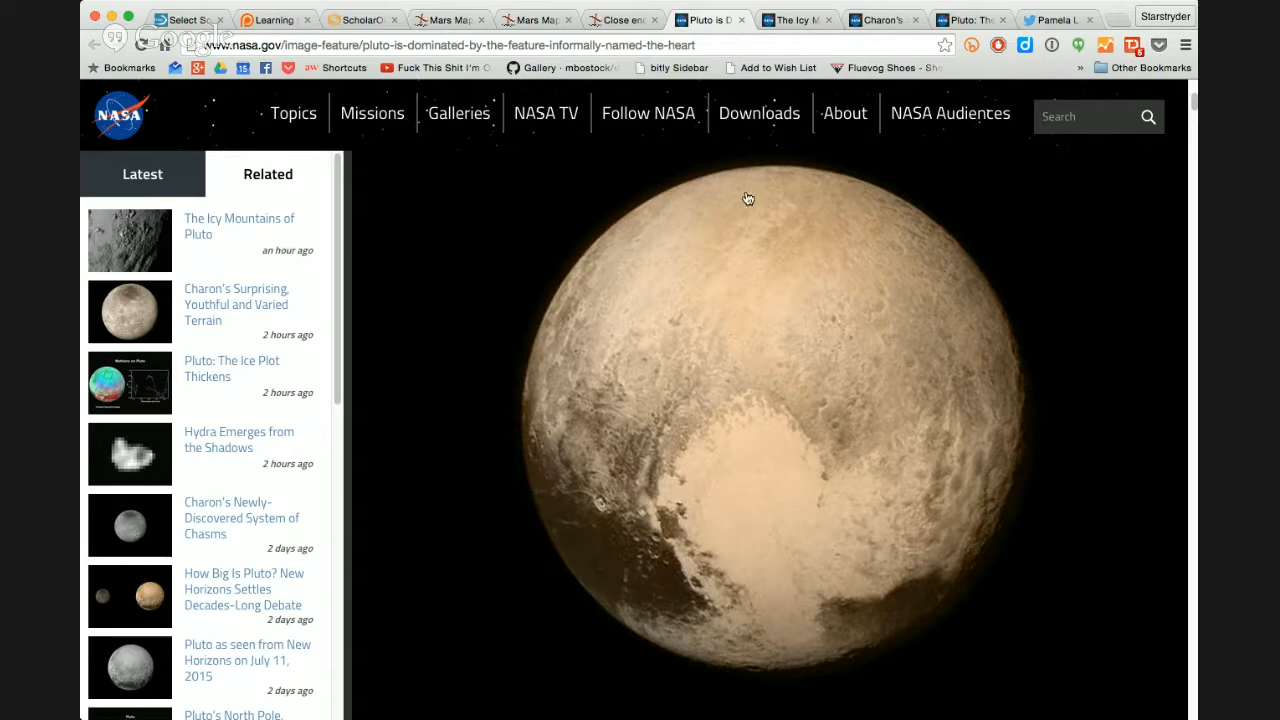 Select So
Learning
ScholarO
Mars Map
Mars Map
Close enc
Pluto is D
The Icy M
Charon's
Pluto: The
Pamela L.
Starstryder
Google
www.nasa.gov/image-feature/pluto-is-dominated-by-the-feature-informally-named-the-heart
Bookmarks
15
aw Shortcuts
Fuck This Shit I'm
Gallery · mbostock/
bitly Sidebar
Add to Wish List
Fluevog Shoes - Sho
» Other Bookmarks
NASA
Topics
Missions
Galleries
NASA TV
Follow NASA
Downloads
About
NASA Audiences
Search
Latest
Related
The Icy Mountains of
Pluto
an hour ago
Charon's Surprising,
Youthful and Varied
Terrain
2 hours ago
Methane on Pluto
Pluto: The Ice Plot
Thickens
2 hours ago
Hydra Emerges from
the Shadows
2 hours ago
Charon's Newly-
Discovered System of
Chasms
2 days ago
How Big Is Pluto? New
Horizons Settles
Decades-Long Debate
2 days ago
Pluto as seen from New
Horizons on July 11,
2015
2 days ago
Pluto's North Pole,